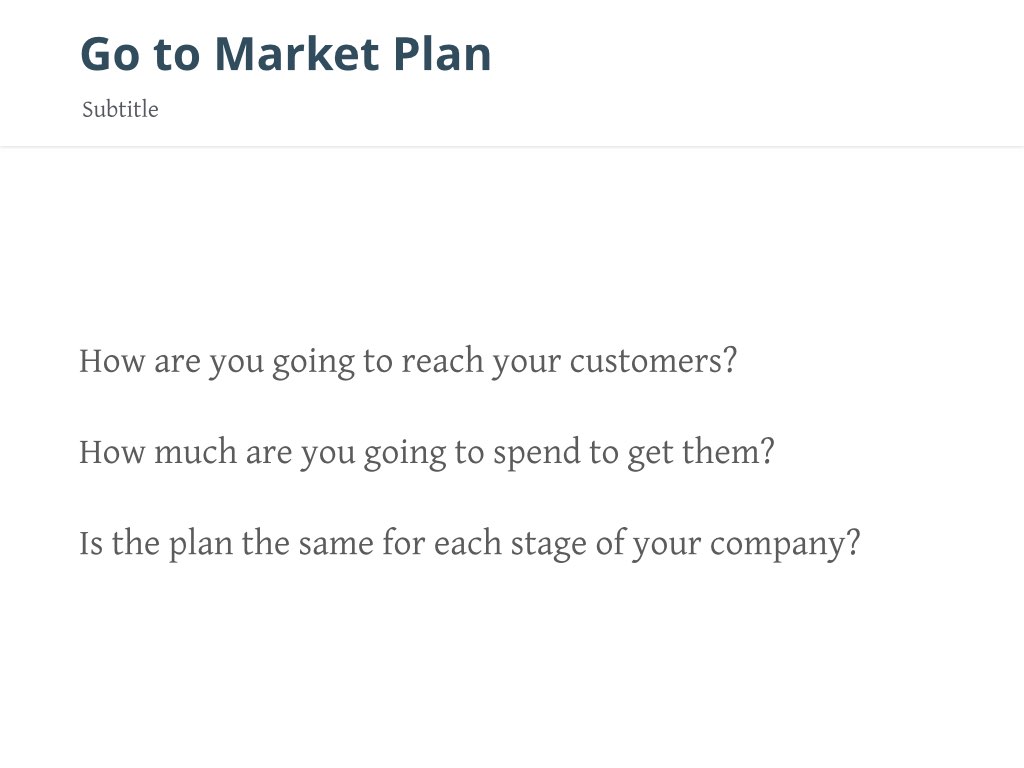 Go to Market Plan
Subtitle
How are you going to reach your customers?
How much are you going to spend to get them?
Is the plan the same for each stage of your company?